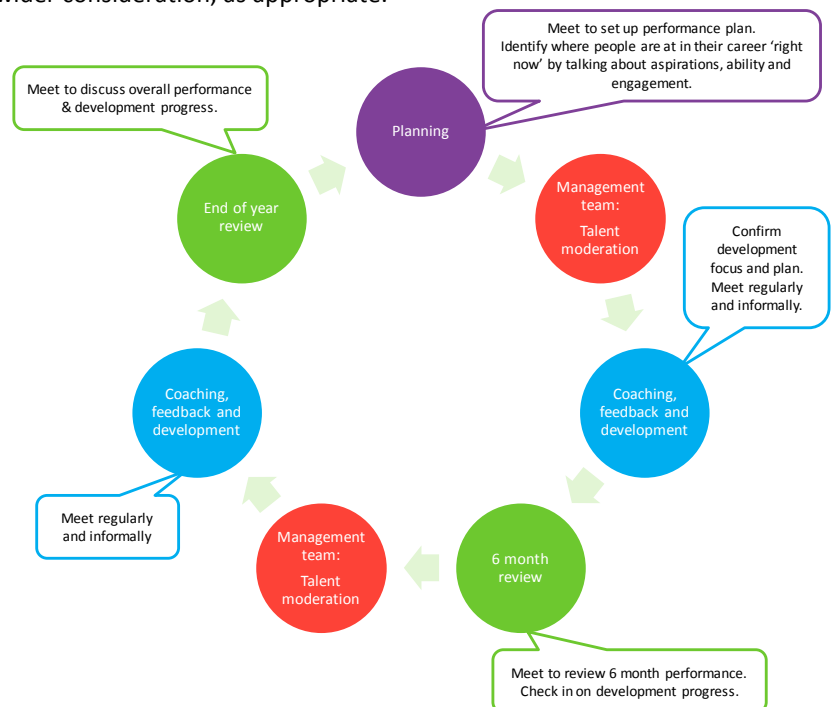 wider consideration, as appropriate.
Meet to set up performance plan.
Identify where people are at in their career ‘right
now’ by talking about aspirations, ability and
engagement.
Meet to discuss overall performance
& development progress.
Planning
End of year
review
Management
team:
Talent
moderation
Confirm
development
focus and plan.
Meet regularly
and informally.
Coaching,
feedback and
development
Coaching,
feedback and
development
Meet regularly
and informally
Management
team:
Talent
moderation
6 month
review
Meet to review 6 month performance.
Check in on development progress.